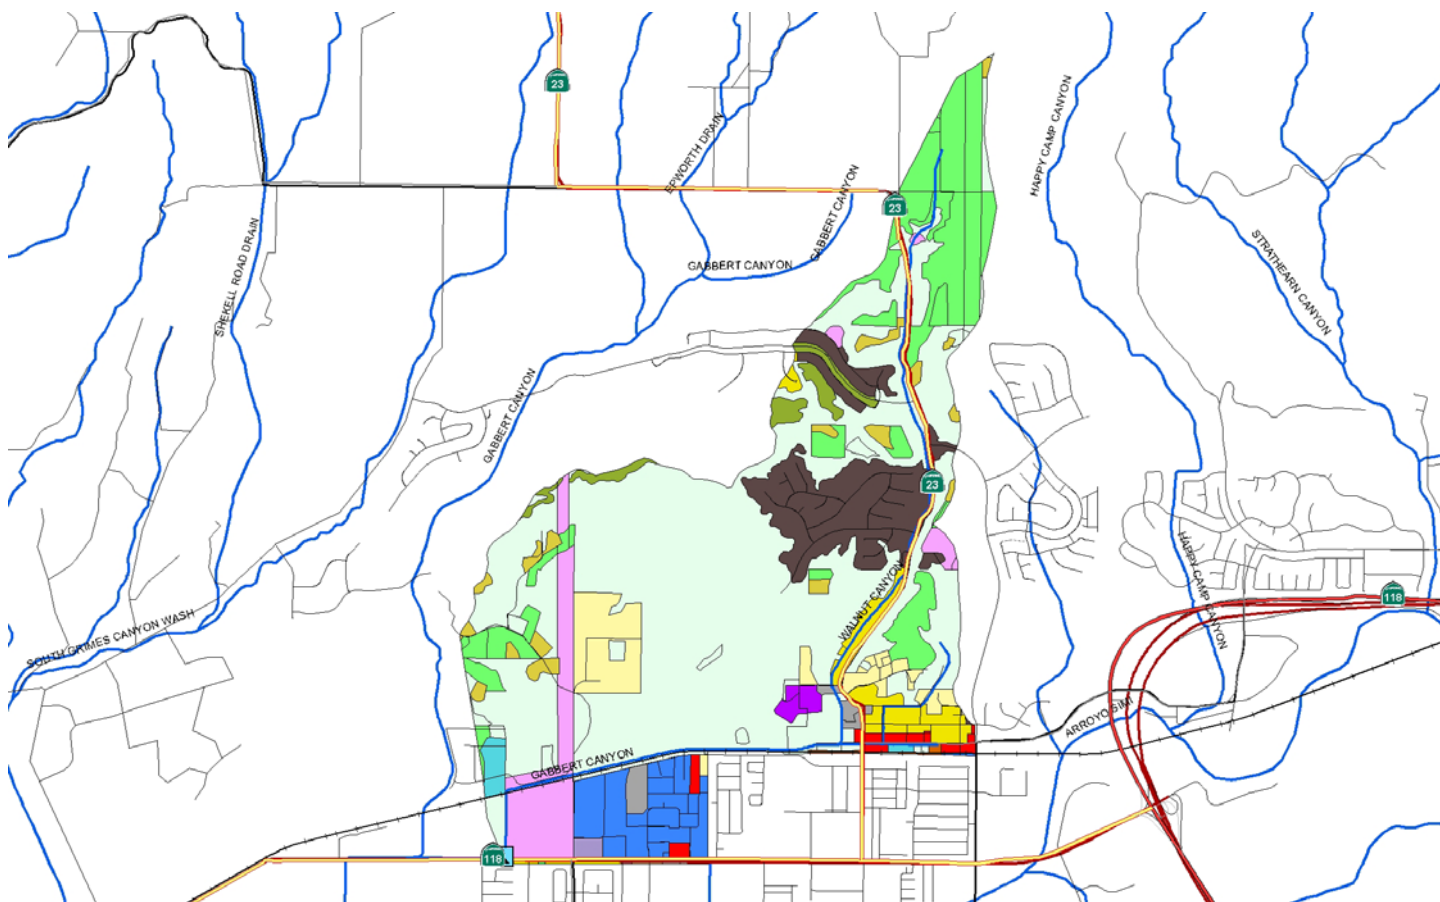 23
EPWORTH DRAIN
HAPPY CAMP CANYON
GABBERT CANYON
23
SHEKELL ROAD DRAIN
GABBERT CANYON
STRATHEARN CANYON
GABBERT CANYON
23
HAPPY CAMP CANYON
WALNUT CANYON
118
SOUTH GRIMES CANYON WASH
ARROYO SIMI
GABBERT CANYON
118